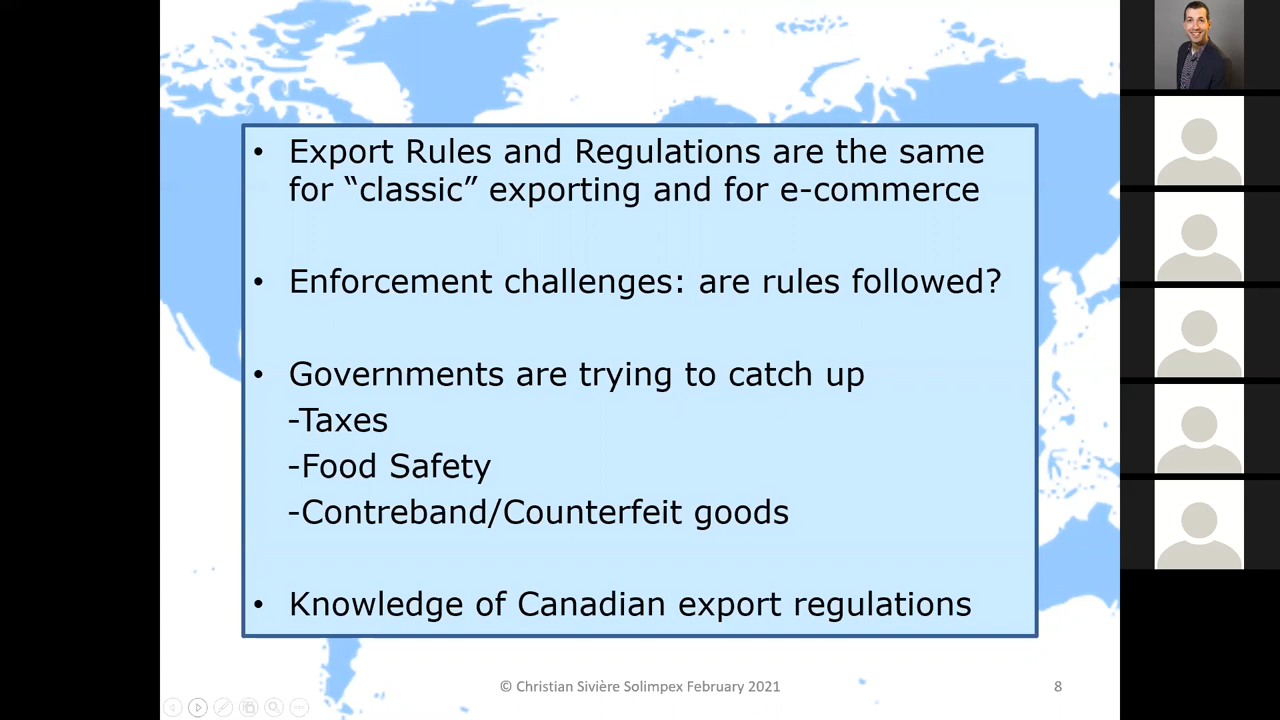 • Export Rules and Regulations are the same
for “classic” exporting and for e-commerce
• Enforcement challenges: are rules followed?
• Governments are trying to catch up
-Taxes
-Food Safety
-Contreband/Counterfeit goods
• Knowledge of Canadian export regulations
© Christian Sivière Solimpex February 2021
8